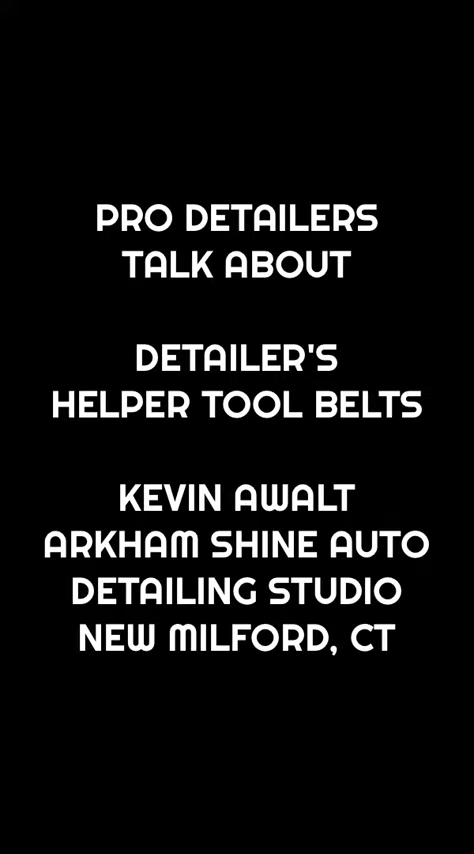 PRO DETAILERS
TALK ABOUT
DETAILER'S
HELPER TOOL BELTS
KEVIN AWALT
ARKHAM SHINE AUTO
DETAILING STUDIO
NEW MILFORD, CT